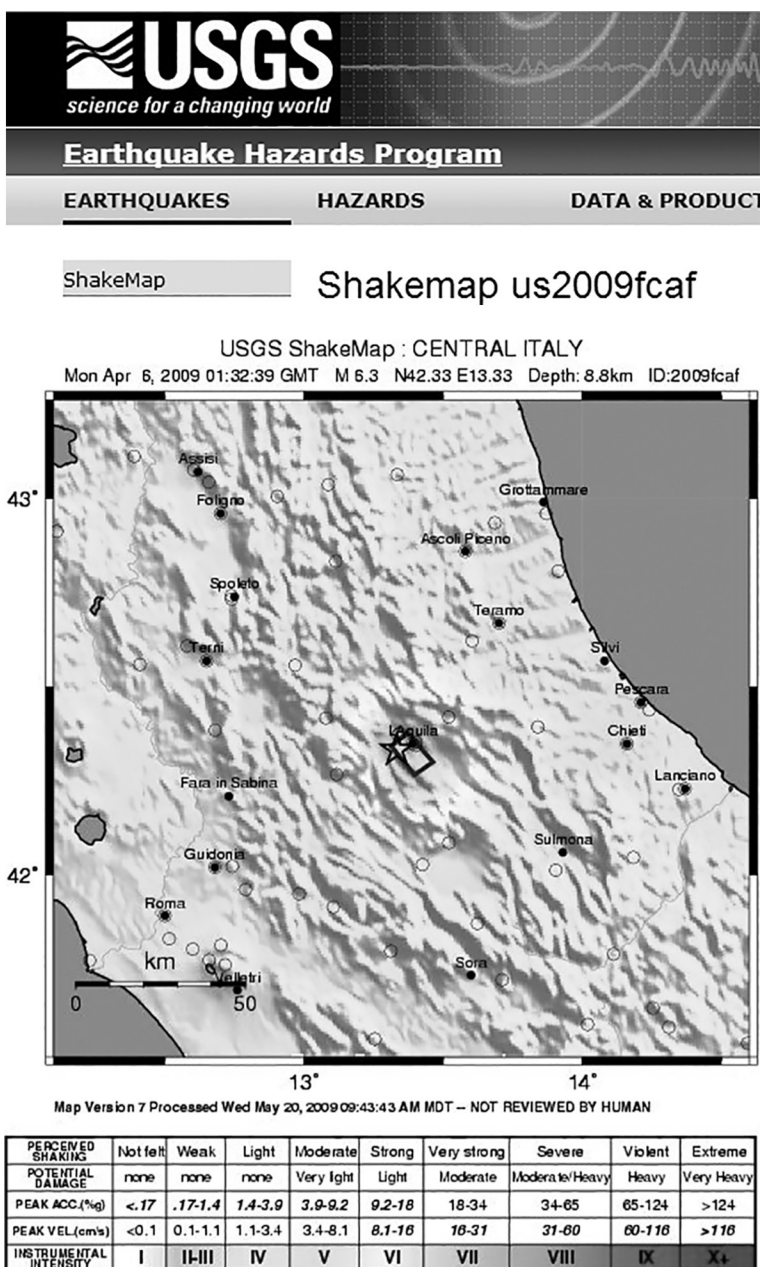 USGS
science for a changing world
Earthquake Hazards Program
EARTHQUAKES HAZARDS DATA & PRODUCT
ShakeMap Shakemap us2009fcaf
USGS ShakeMap : CENTRAL ITALY
Mon Apr 6, 2009 01:32:39 GMT M 6.3 N42.33 E13.33 Depth: 8.8km ID:2009fcaf
Assisi
Grottammare
43°
Foligno
Ascoli Piceno
Spoleto
Teramo
Terni
Silvi
Pescara
L'Aquila
Chieti
Lanciano
Fara in Sabina
Sulmona
Guidonia
42°
Roma
km
Sora
Velletri
0 50
13° 14°
Map Version 7 Processed Wed May 20, 2009 09:43:43 AM MDT -- NOT REVIEWED BY HUMAN
PERCEIVED SHAKING Not felt Weak Light Moderate Strong Very strong Severe Violent Extreme
POTENTIAL DAMAGE none none none Very light Light Moderate Moderate/Heavy Heavy Very Heavy
PEAK ACC.(%g) <.17 .17-1.4 1.4-3.9 3.9-9.2 9.2-18 18-34 34-65 65-124 >124
PEAK VEL.(cm/s) <0.1 0.1-1.1 1.1-3.4 3.4-8.1 8.1-16 16-31 31-60 60-116 >116
INSTRUMENTAL INTENSITY I II-III IV V VI VII VIII IX X+